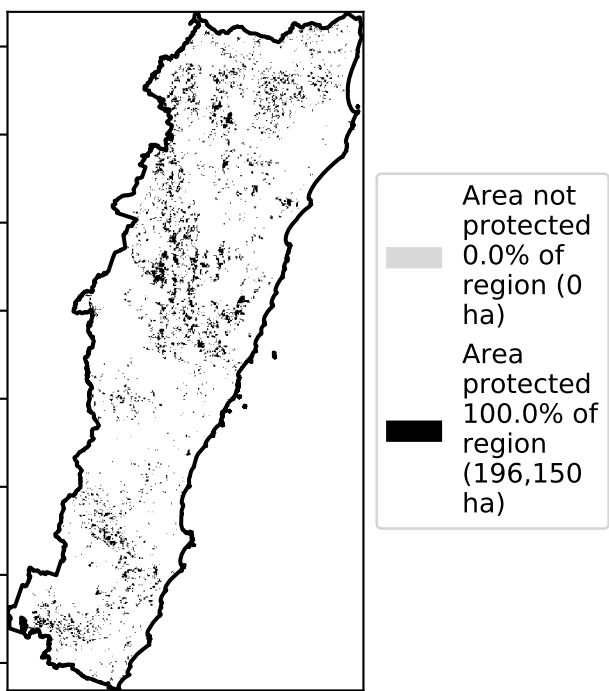 Area not
protected
0.0% of
region (0
ha)
Area
protected
100.0% of
region
(196,150
ha)